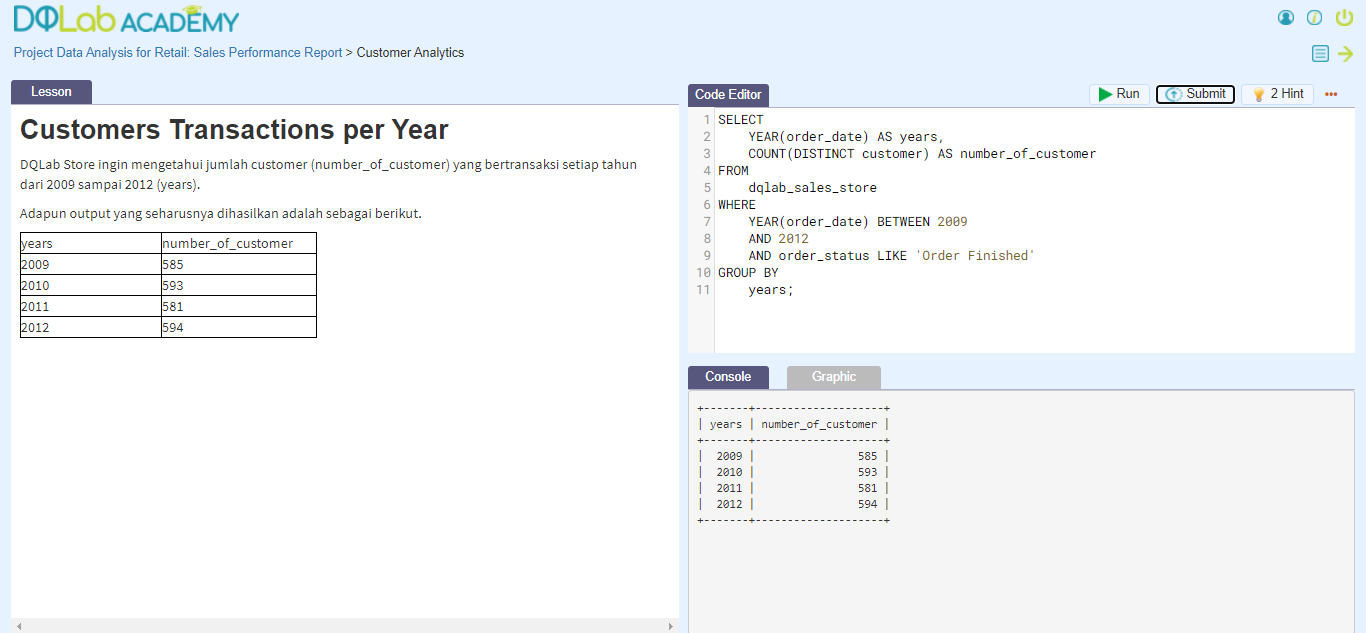 DQLab ACADEMY
Project Data Analysis for Retail: Sales Performance Report > Customer Analytics
Lesson
Customers Transactions per Year
DQLab Store ingin mengetahui jumlah customer (number_of_customer) yang bertransaksi setiap tahun
dari 2009 sampai 2012 (years).
Adapun output yang seharusnya dihasilkan adalah sebagai berikut.
years number_of_customer
2009 585
2010 593
2011 581
2012 594
Code Editor
Run Submit 2 Hint
1 SELECT
2 YEAR(order_date) AS years,
3 COUNT(DISTINCT customer) AS number_of_customer
4 FROM
5 dqlab_sales_store
6 WHERE
7 YEAR(order_date) BETWEEN 2009
8 AND 2012
9 AND order_status LIKE 'Order Finished'
10 GROUP BY
11 years;
Console Graphic
+-------+--------------------+
| years | number_of_customer |
+-------+--------------------+
| 2009 | 585 |
| 2010 | 593 |
| 2011 | 581 |
| 2012 | 594 |
+-------+--------------------+